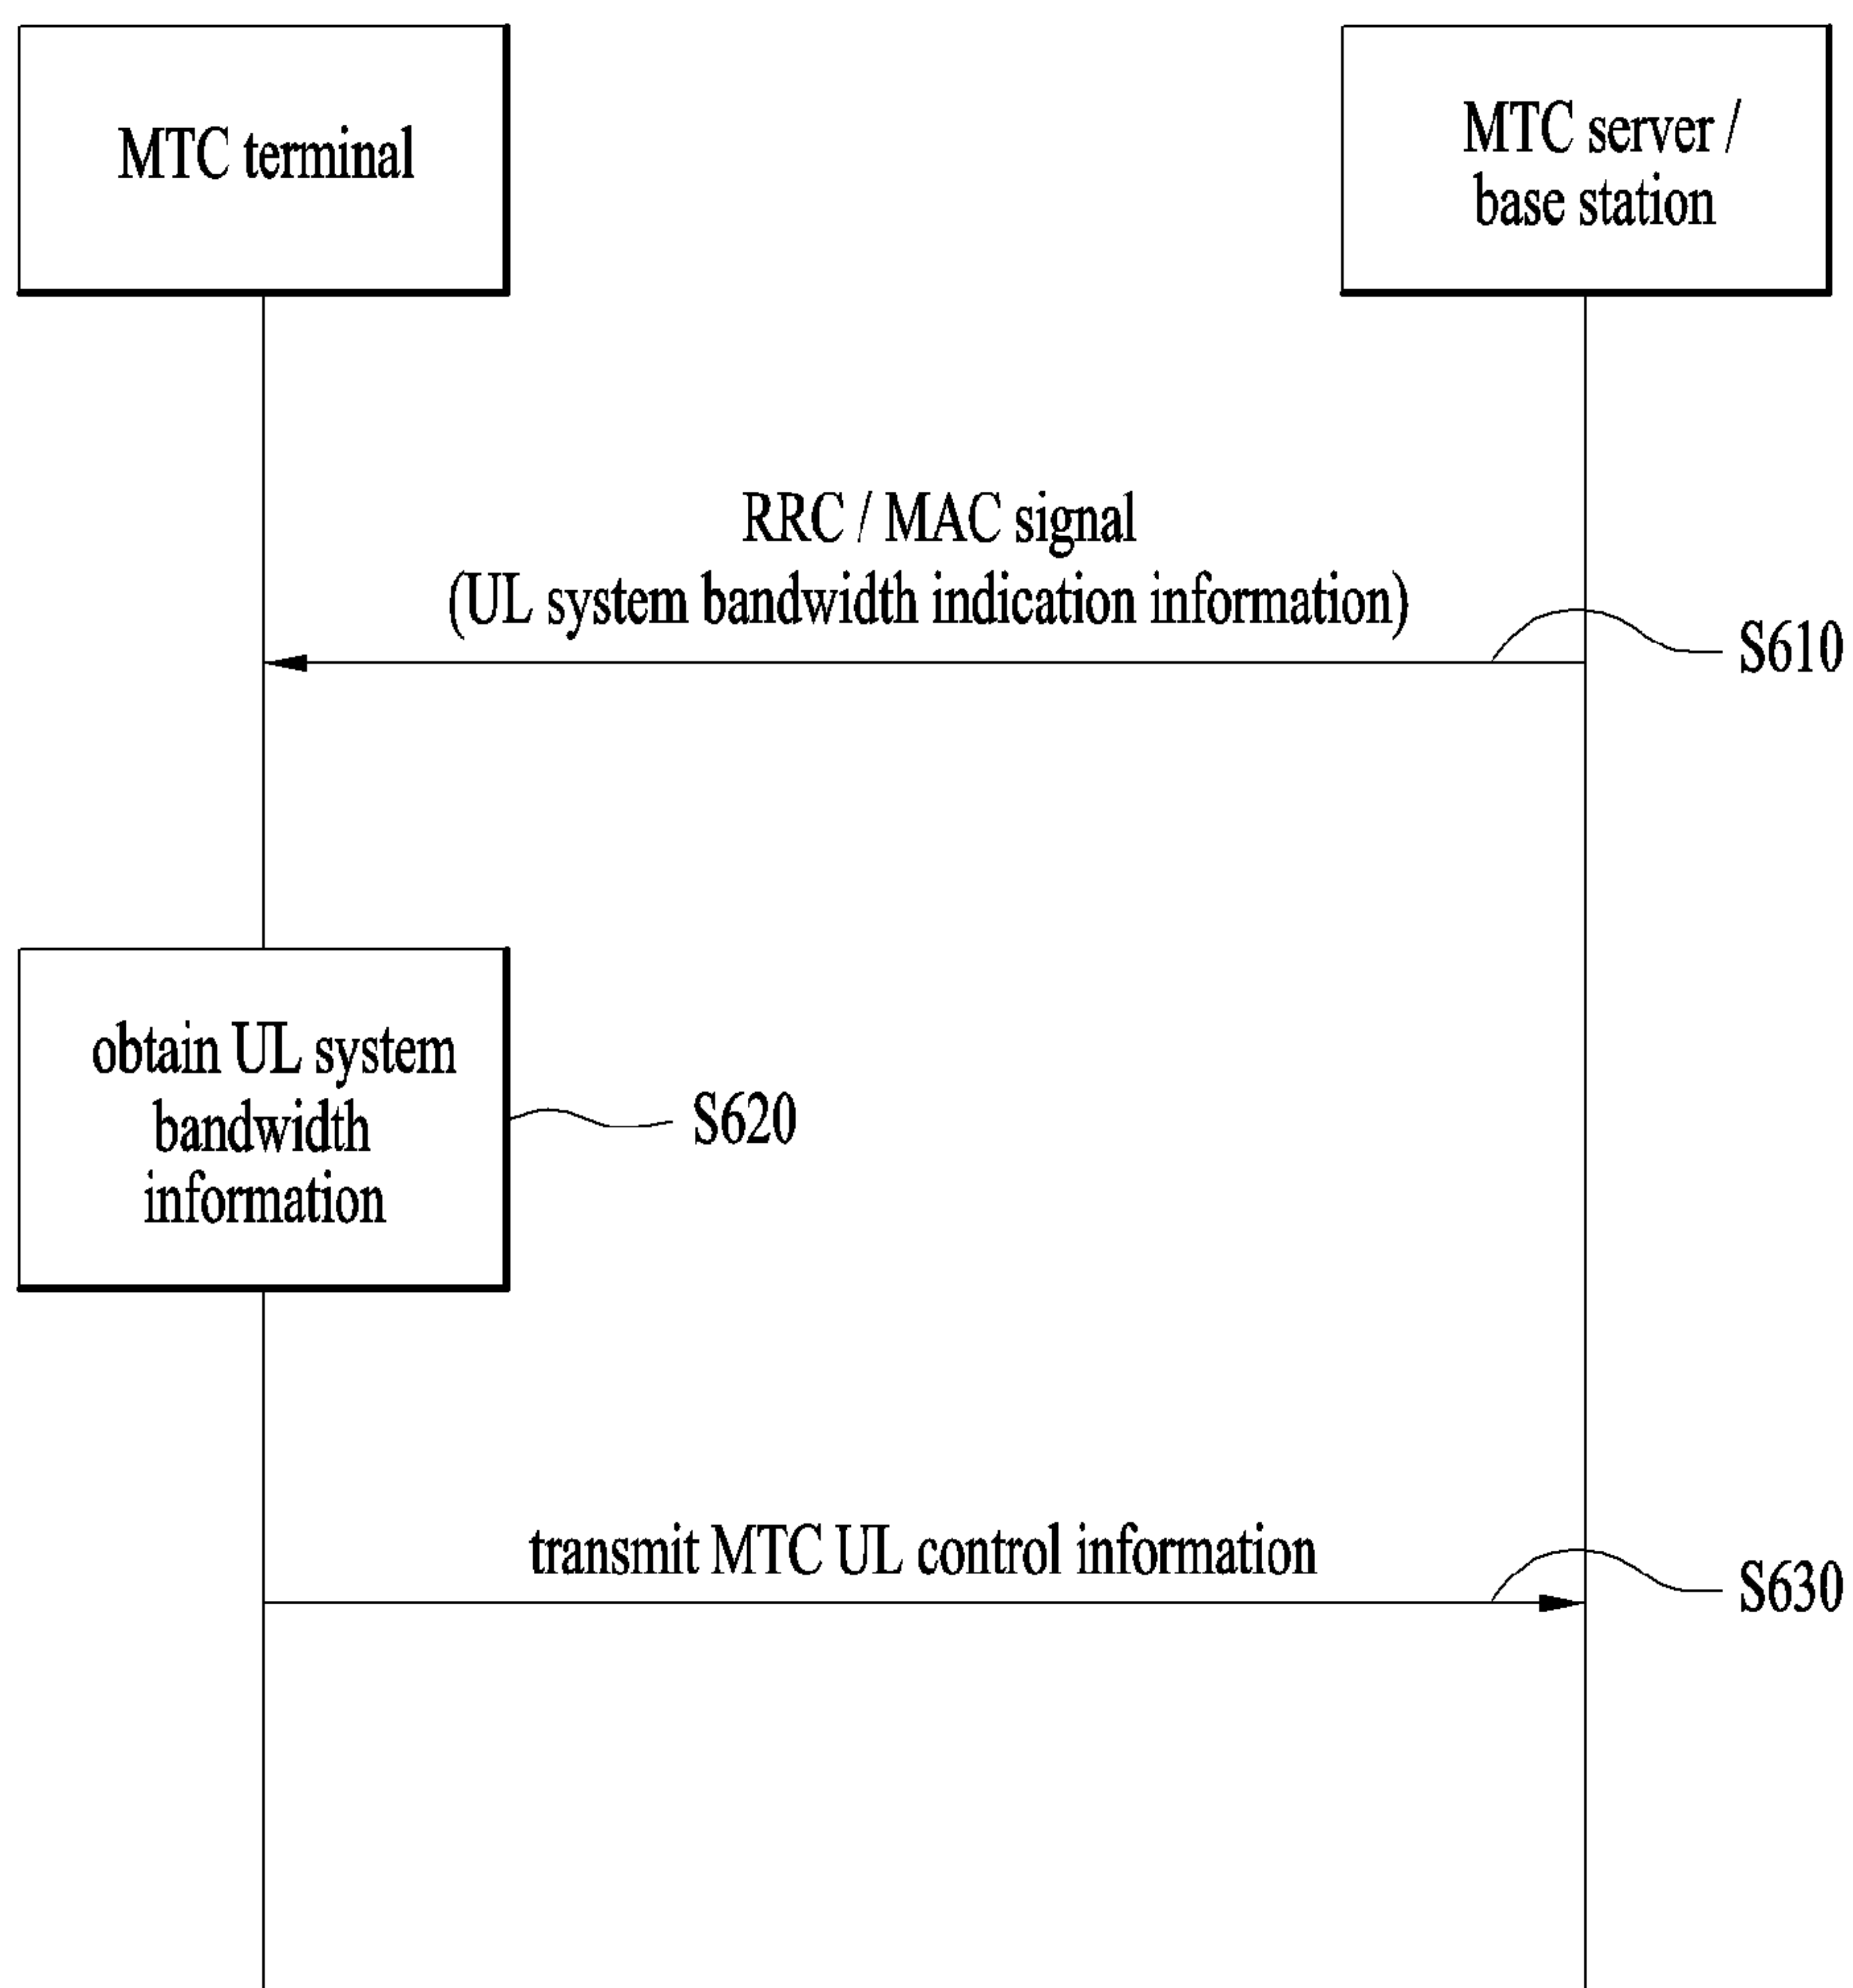 MTC terminal
MTC server /
base station
RRC / MAC signal
(UL system bandwidth indication information)
S610
obtain UL system
bandwidth
information
S620
transmit MTC UL control information
S630